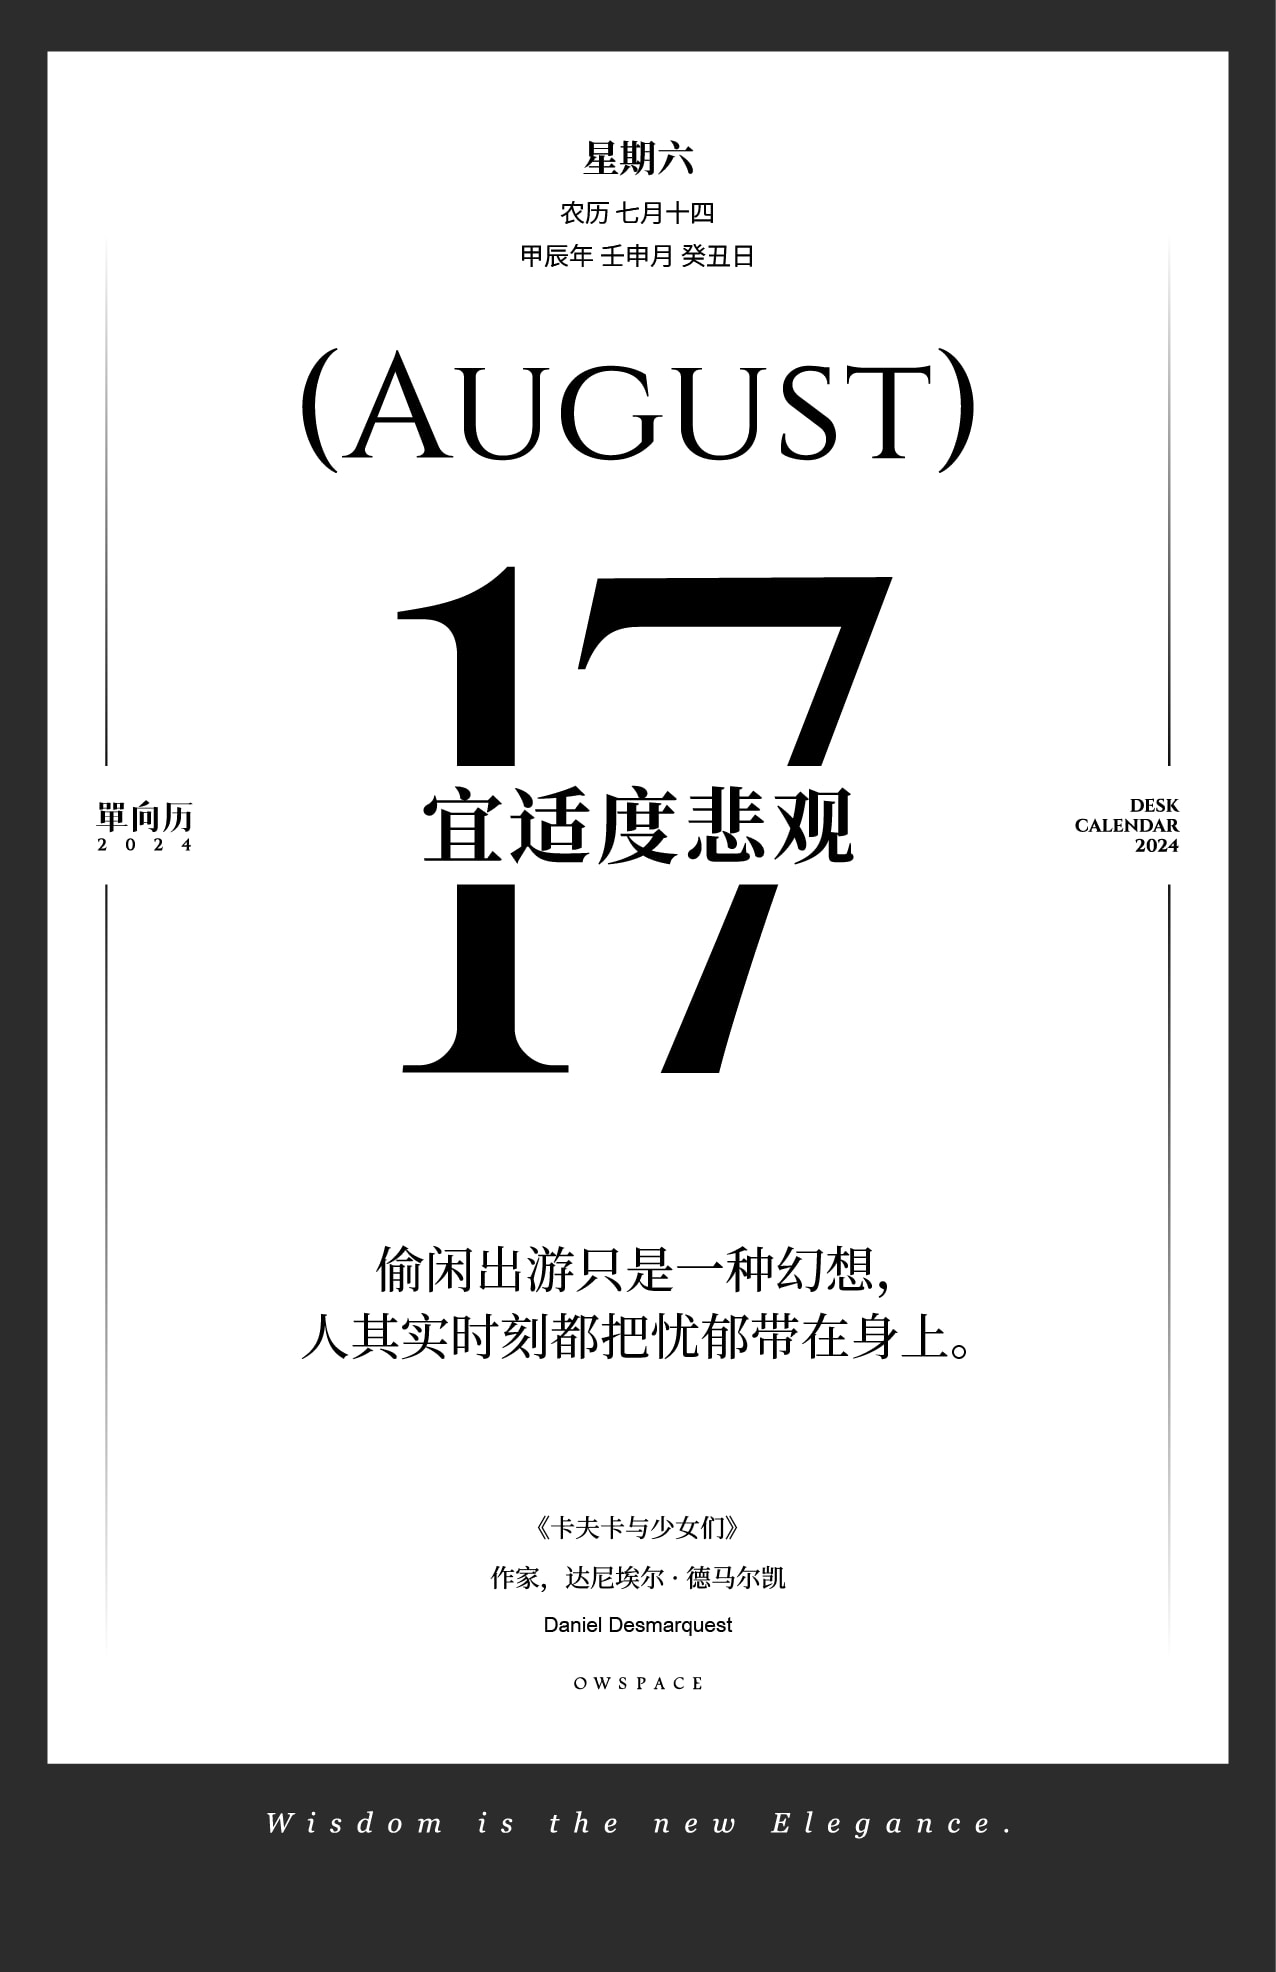 星期六
农历 七月十四
甲辰年 壬申月 癸丑日
(AUGUST)
17
單向历
2024
宜适度悲观
DESK
CALENDAR
2024
偷闲出游只是一种幻想，
人其实时刻都把忧郁带在身上。
《卡夫卡与少女们》
作家，达尼埃尔 · 德马尔凯
Daniel Desmarquest
OWSPACE
Wisdom is the new Elegance.